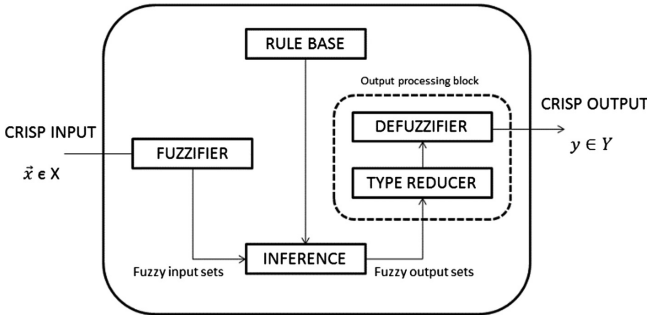 RULE BASE
Output processing block
CRISP INPUT
CRISP OUTPUT
DEFUZZIFIER
FUZZIFIER
y ∈ Y
x⃗ ϵ X
TYPE REDUCER
INFERENCE
Fuzzy input sets
Fuzzy output sets